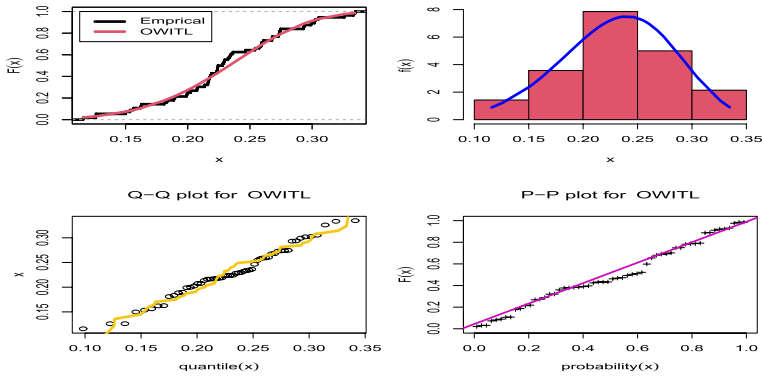 Emprical
OWITL
F(x)
0.0 0.2 0.4 0.6 0.8 1.0
0.15 0.20 0.25 0.30
x
f(x)
0 2 4 6 8
0.10 0.15 0.20 0.25 0.30 0.35
x
Q-Q plot for OWITL
x
0.15 0.20 0.25 0.30
0.10 0.15 0.20 0.25 0.30 0.35
quantile(x)
P-P plot for OWITL
F(x)
0.0 0.2 0.4 0.6 0.8 1.0
0.0 0.2 0.4 0.6 0.8 1.0
probability(x)